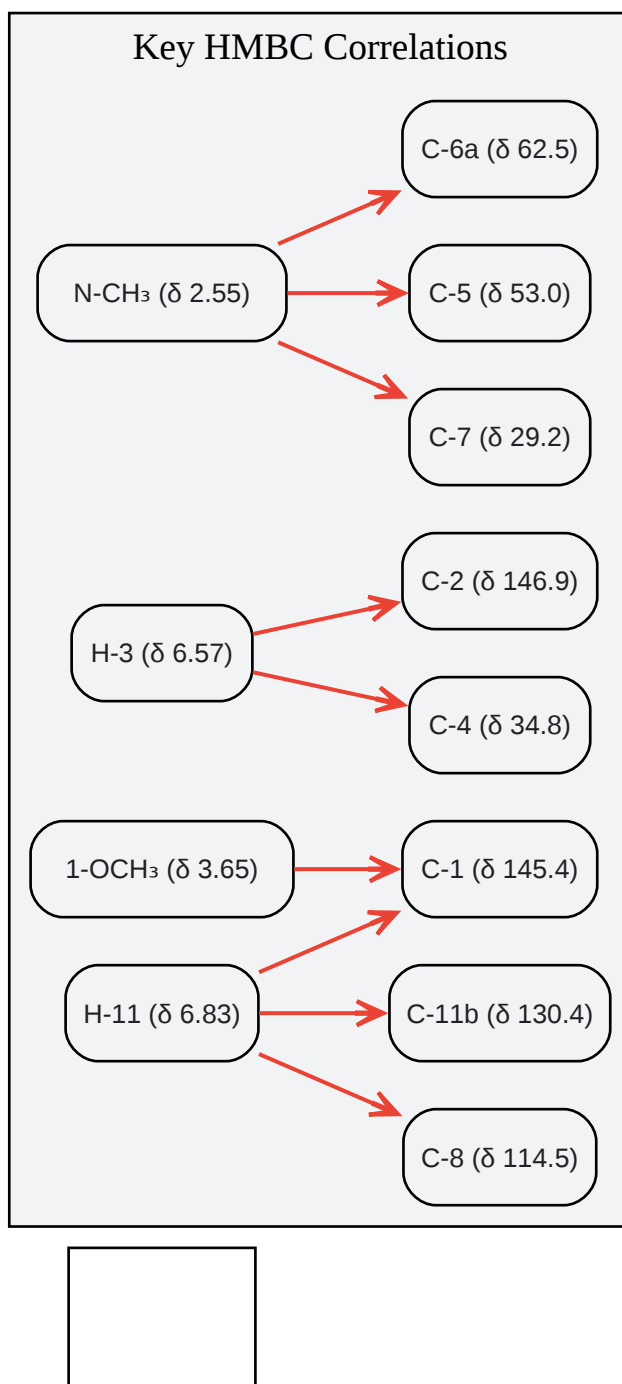 Key HMBC Correlations
C-6a (δ 62.5)
N-CH₃ (δ 2.55)
C-5 (δ 53.0)
C-7 (δ 29.2)
C-2 (δ 146.9)
H-3 (δ 6.57)
C-4 (δ 34.8)
1-OCH₃ (δ 3.65)
C-1 (δ 145.4)
H-11 (δ 6.83)
C-11b (δ 130.4)
C-8 (δ 114.5)